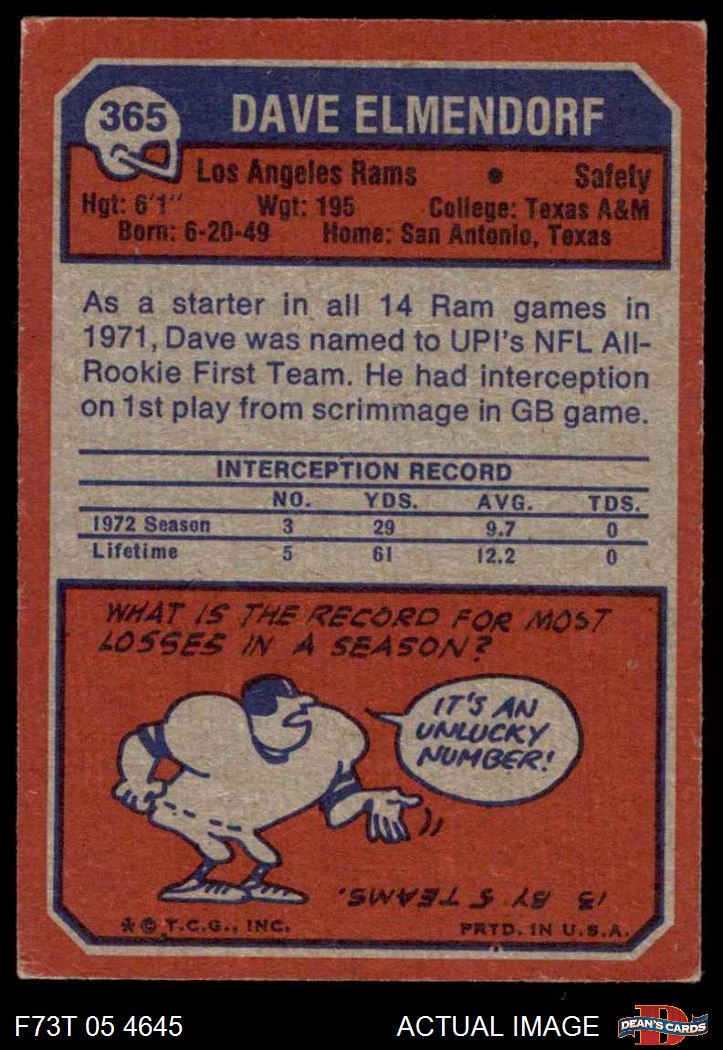 365
DAVE ELMENDORF
Los Angeles Rams • Safety
Hgt: 6'1" Wgt: 195 College: Texas A&M
Born: 6-20-49 Home: San Antonio, Texas
As a starter in all 14 Ram games in
1971, Dave was named to UPI's NFL All-
Rookie First Team. He had interception
on 1st play from scrimmage in GB game.
INTERCEPTION RECORD
NO. YDS. AVG. TDS.
1972 Season 3 29 9.7 0
Lifetime 5 61 12.2 0
WHAT IS THE RECORD FOR MOST
LOSSES IN A SEASON?
IT'S AN
UNLUCKY
NUMBER!
13 BY 5 TEAMS.
★ © T.C.G., INC. PRTD. IN U.S.A.
F73T 05 4645 ACTUAL IMAGE
D
DEAN'S CARDS